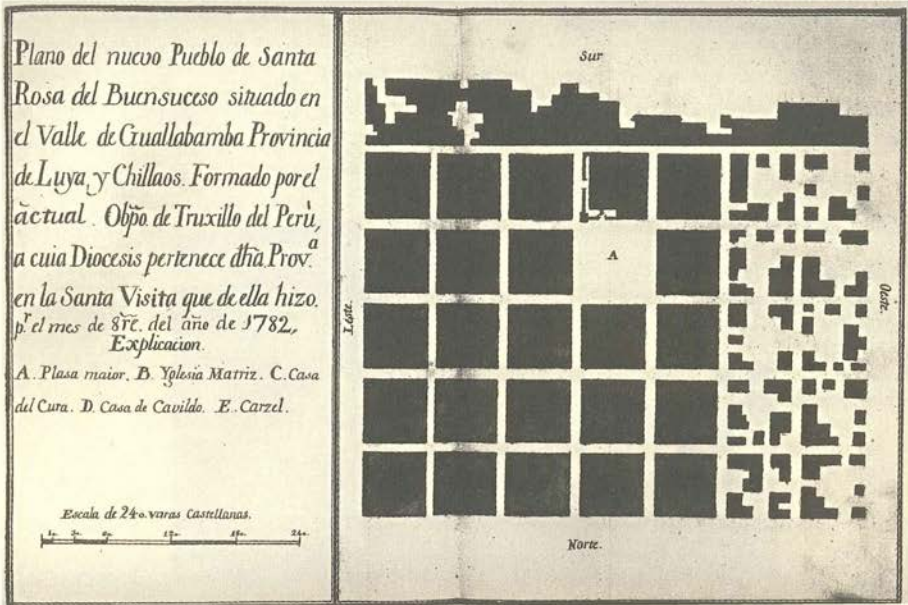 Plano del nuevo Pueblo de Santa
Rosa del Buensuceso situado en
el Valle de Guallabamba Provincia
de Luya, y Chillaos. Formado por el
actual. Obpo. de Truxillo del Perù,
a cuia Diocesis pertenece dha Prov.a
en la Santa Visita que de ella hizo.
pr el mes de 8re. del año de 1782,
Explicacion.
A. Plasa maior. B. Yglesia Matriz. C. Casa
del Cura. D. Casa de Cavildo. E. Carzel.
Escala de 240. varas Castellanas.
Sur
A
Léste.
Oeste.
Norte.